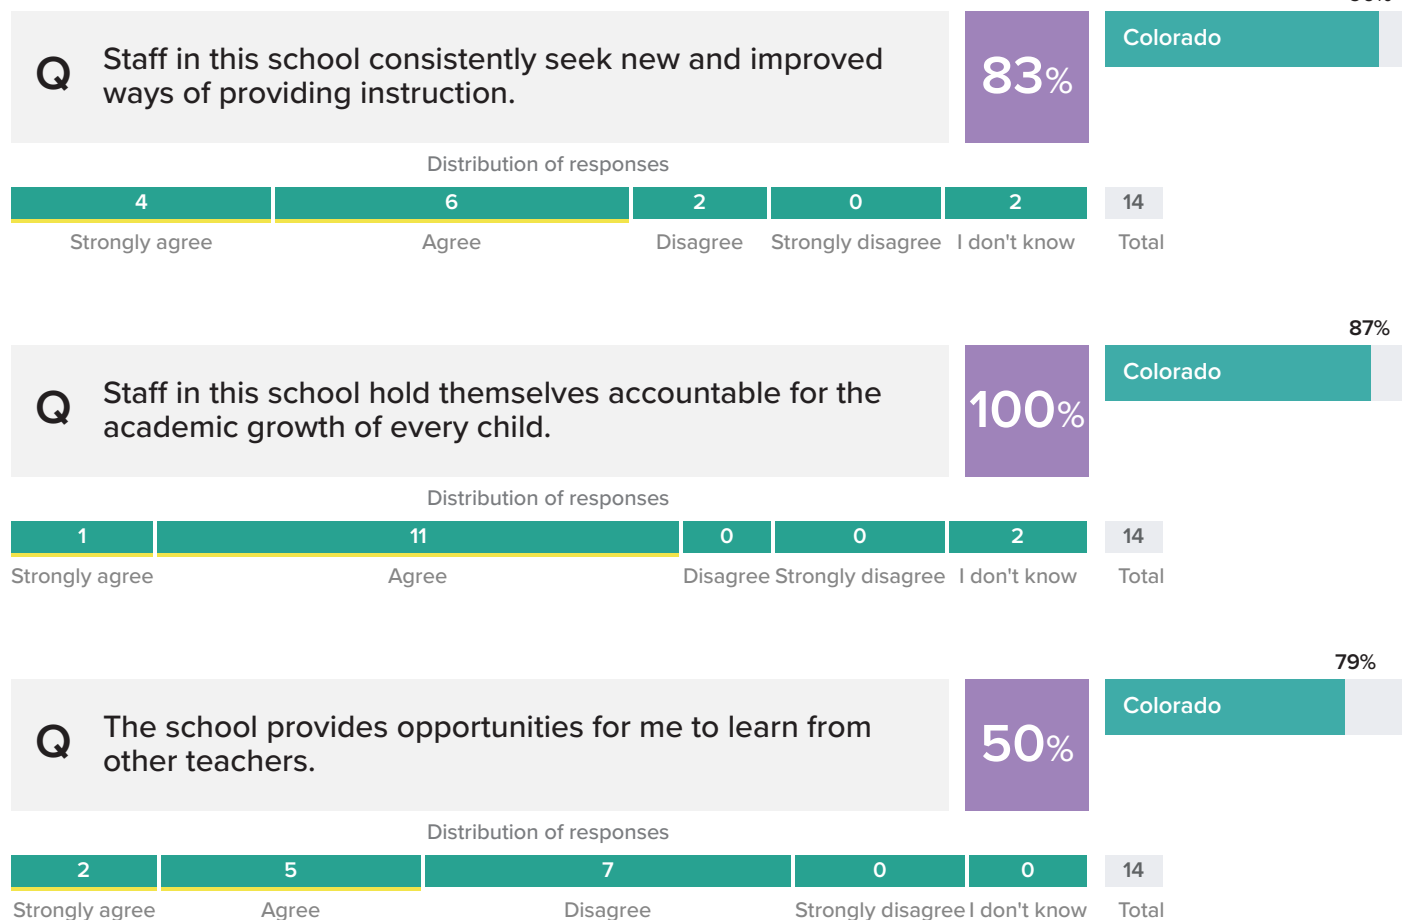 Q
Staff in this school consistently seek new and improved
ways of providing instruction.
83%
Colorado
Distribution of responses
4 6 2 0 2 14
Strongly agree Agree Disagree Strongly disagree I don't know Total
87%
Q
Staff in this school hold themselves accountable for the
academic growth of every child.
100%
Colorado
Distribution of responses
1 11 0 0 2 14
Strongly agree Agree Disagree Strongly disagree I don't know Total
79%
Q
The school provides opportunities for me to learn from
other teachers.
50%
Colorado
Distribution of responses
2 5 7 0 0 14
Strongly agree Agree Disagree Strongly disagree I don't know Total